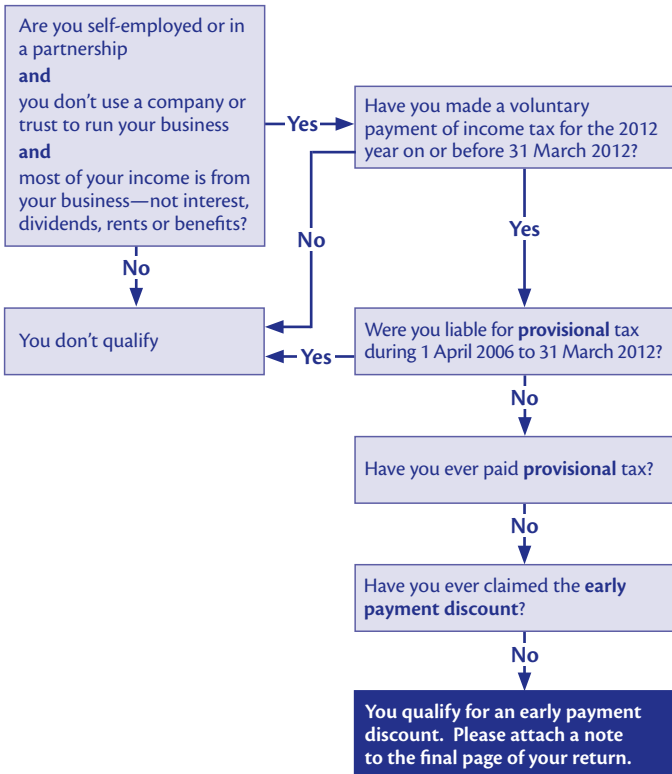 Are you self-employed or in
a partnership
and
you don't use a company or
trust to run your business
and
most of your income is from
your business—not interest,
dividends, rents or benefits?
Yes
Have you made a voluntary
payment of income tax for the 2012
year on or before 31 March 2012?
No
No
Yes
You don't qualify
Yes
Were you liable for provisional tax
during 1 April 2006 to 31 March 2012?
No
Have you ever paid provisional tax?
No
Have you ever claimed the early
payment discount?
No
You qualify for an early payment
discount. Please attach a note
to the final page of your return.